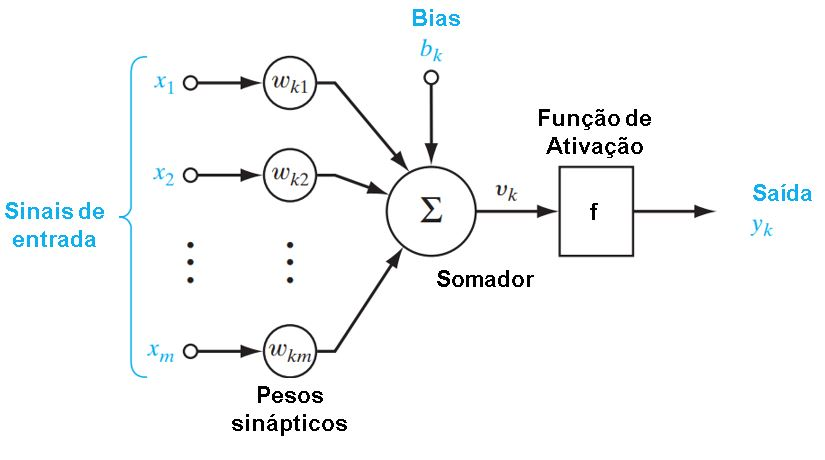 Bias
b_k
x_1
w_k1
Função de
Ativação
x_2
w_k2
Σ
v_k
f
Saída
y_k
Sinais de
entrada
Somador
x_m
w_km
Pesos
sinápticos